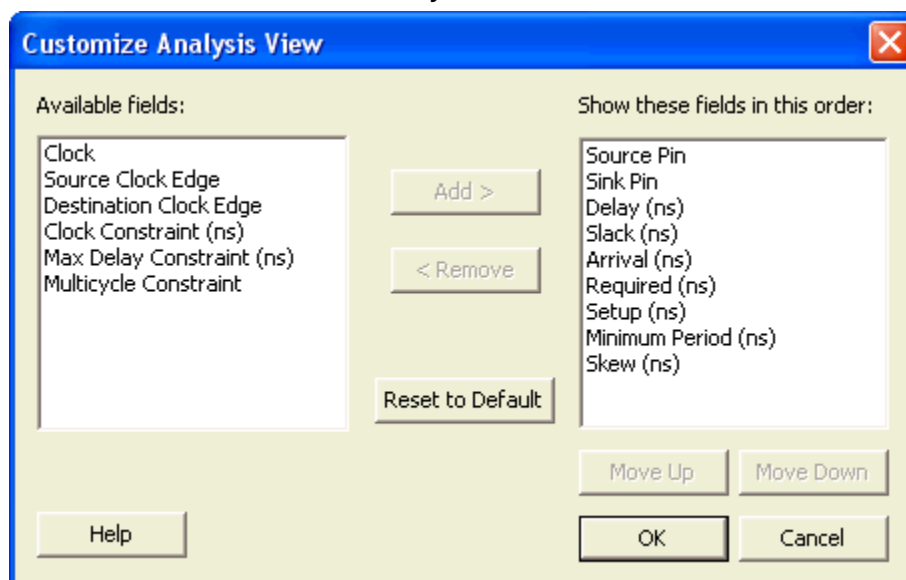 Customize Analysis View
Available fields:
Clock
Source Clock Edge
Destination Clock Edge
Clock Constraint (ns)
Max Delay Constraint (ns)
Multicycle Constraint
Add >
< Remove
Reset to Default
Show these fields in this order:
Source Pin
Sink Pin
Delay (ns)
Slack (ns)
Arrival (ns)
Required (ns)
Setup (ns)
Minimum Period (ns)
Skew (ns)
Move Up
Move Down
Help
OK
Cancel